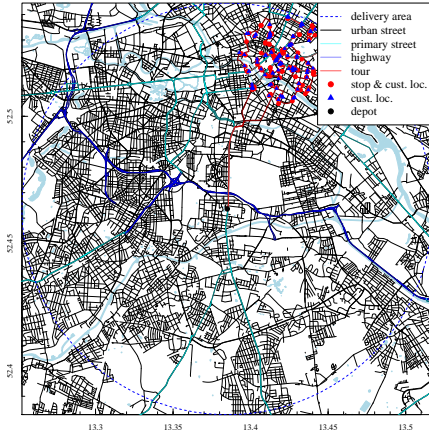 delivery area
urban street
primary street
highway
tour
stop & cust. loc.
cust. loc.
depot
52.5
52.45
52.4
13.3
13.35
13.4
13.45
13.5